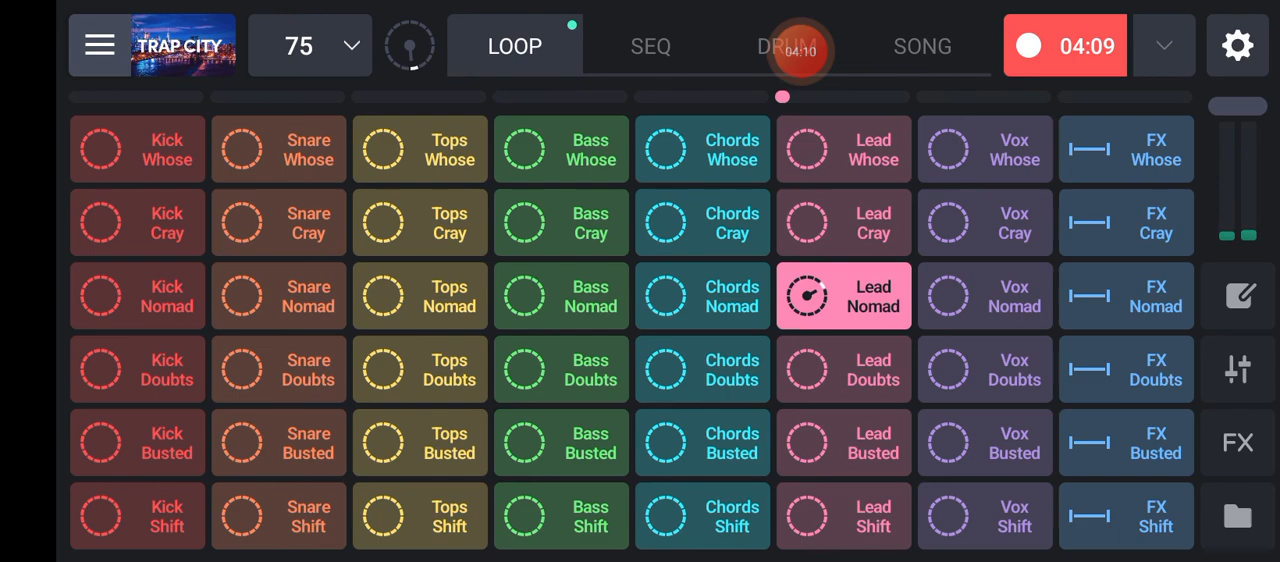 TRAP CITY
75
LOOP
SEQ
DRUM
04:10
SONG
04:09
Kick Whose
Snare Whose
Tops Whose
Bass Whose
Chords Whose
Lead Whose
Vox Whose
FX Whose
Kick Cray
Snare Cray
Tops Cray
Bass Cray
Chords Cray
Lead Cray
Vox Cray
FX Cray
Kick Nomad
Snare Nomad
Tops Nomad
Bass Nomad
Chords Nomad
Lead Nomad
Vox Nomad
FX Nomad
Kick Doubts
Snare Doubts
Tops Doubts
Bass Doubts
Chords Doubts
Lead Doubts
Vox Doubts
FX Doubts
Kick Busted
Snare Busted
Tops Busted
Bass Busted
Chords Busted
Lead Busted
Vox Busted
FX Busted
FX
Kick Shift
Snare Shift
Tops Shift
Bass Shift
Chords Shift
Lead Shift
Vox Shift
FX Shift